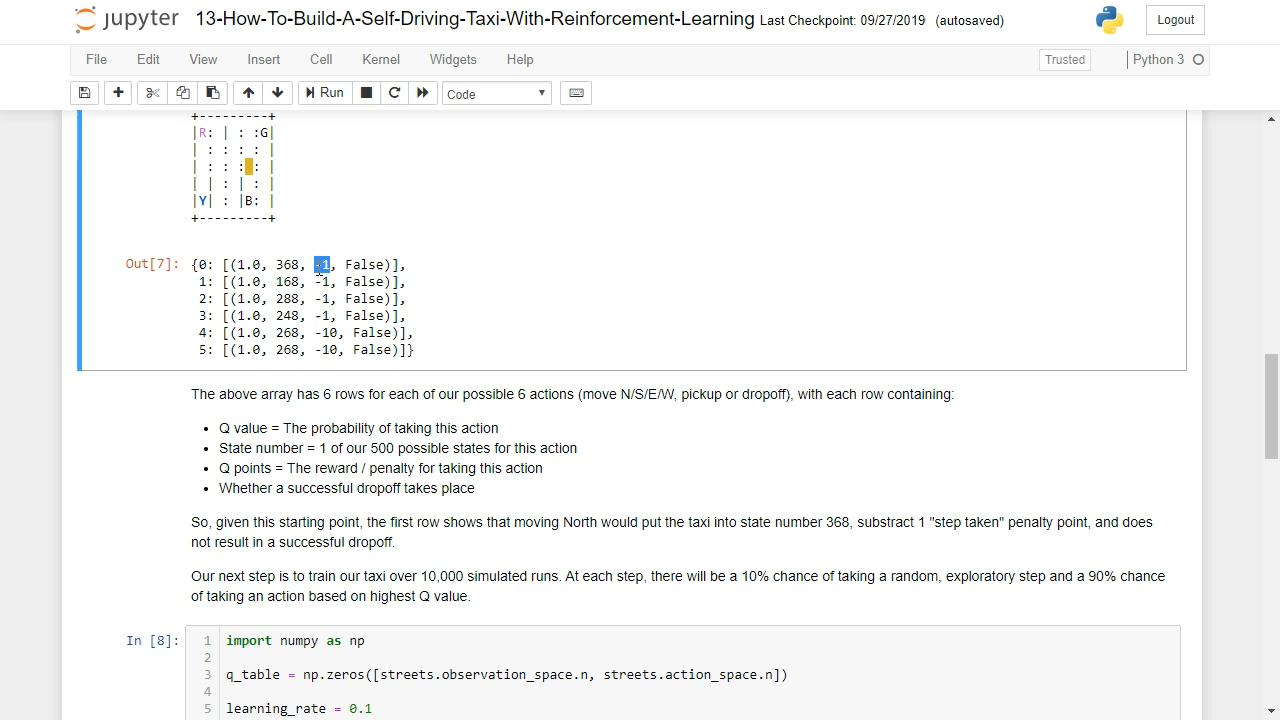 jupyter 13-How-To-Build-A-Self-Driving-Taxi-With-Reinforcement-Learning Last Checkpoint: 09/27/2019 (autosaved) Logout
File Edit View Insert Cell Kernel Widgets Help Trusted Python 3
Run Code
+---------+
|R: | : :G|
| : : : : |
| : : : : |
| | : | : |
|Y| : |B: |
+---------+
Out[7]: {0: [(1.0, 368, -1, False)],
1: [(1.0, 168, -1, False)],
2: [(1.0, 288, -1, False)],
3: [(1.0, 248, -1, False)],
4: [(1.0, 268, -10, False)],
5: [(1.0, 268, -10, False)]}
The above array has 6 rows for each of our possible 6 actions (move N/S/E/W, pickup or dropoff), with each row containing:
• Q value = The probability of taking this action
• State number = 1 of our 500 possible states for this action
• Q points = The reward / penalty for taking this action
• Whether a successful dropoff takes place
So, given this starting point, the first row shows that moving North would put the taxi into state number 368, substract 1 "step taken" penalty point, and does
not result in a successful dropoff.
Our next step is to train our taxi over 10,000 simulated runs. At each step, there will be a 10% chance of taking a random, exploratory step and a 90% chance
of taking an action based on highest Q value.
In [8]: 1 import numpy as np
2
3 q_table = np.zeros([streets.observation_space.n, streets.action_space.n])
4
5 learning_rate = 0.1